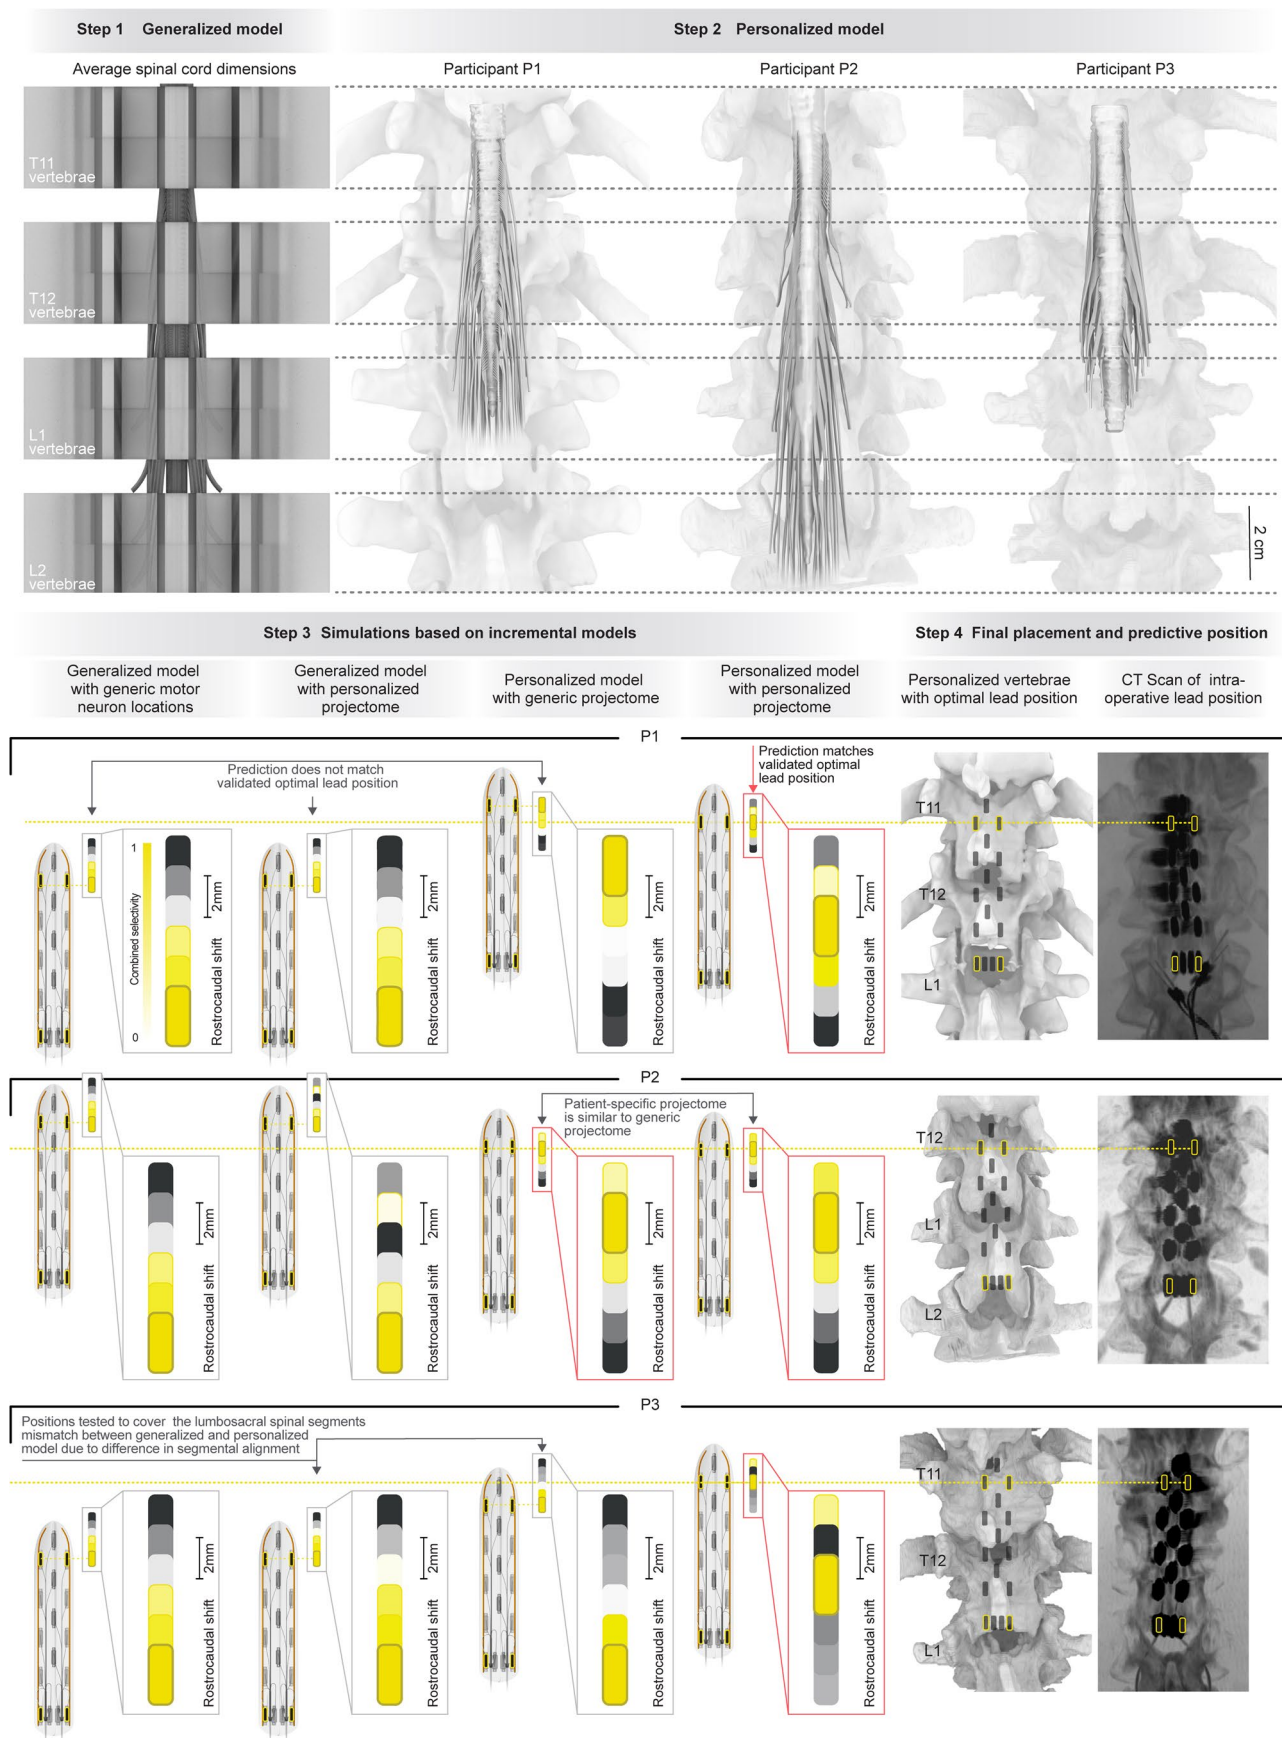 Step 1 Generalized model
Step 2 Personalized model
Average spinal cord dimensions
Participant P1
Participant P2
Participant P3
T11
vertebrae
T12
vertebrae
L1
vertebrae
L2
vertebrae
2 cm
Step 3 Simulations based on incremental models
Step 4 Final placement and predictive position
Generalized model
with generic motor
neuron locations
Generalized model
with personalized
projectome
Personalized model
with generic projectome
Personalized model
with personalized
projectome
Personalized vertebrae
with optimal lead position
CT Scan of intra-
operative lead position
P1
Prediction does not match
validated optimal lead position
Prediction matches
validated optimal
lead position
1
Combined selectivity
0
2mm
Rostrocaudal shift
2mm
Rostrocaudal shift
2mm
Rostrocaudal shift
2mm
Rostrocaudal shift
T11
T12
L1
P2
Patient-specific projectome
is similar to generic
projectome
2mm
Rostrocaudal shift
2mm
Rostrocaudal shift
2mm
Rostrocaudal shift
2mm
Rostrocaudal shift
T12
L1
L2
P3
Positions tested to cover the lumbosacral spinal segments
mismatch between generalized and personalized
model due to difference in segmental alignment
2mm
Rostrocaudal shift
2mm
Rostrocaudal shift
2mm
Rostrocaudal shift
2mm
Rostrocaudal shift
T11
T12
L1